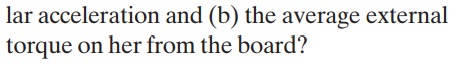 lar acceleration and (b) the average external
torque on her from the board?